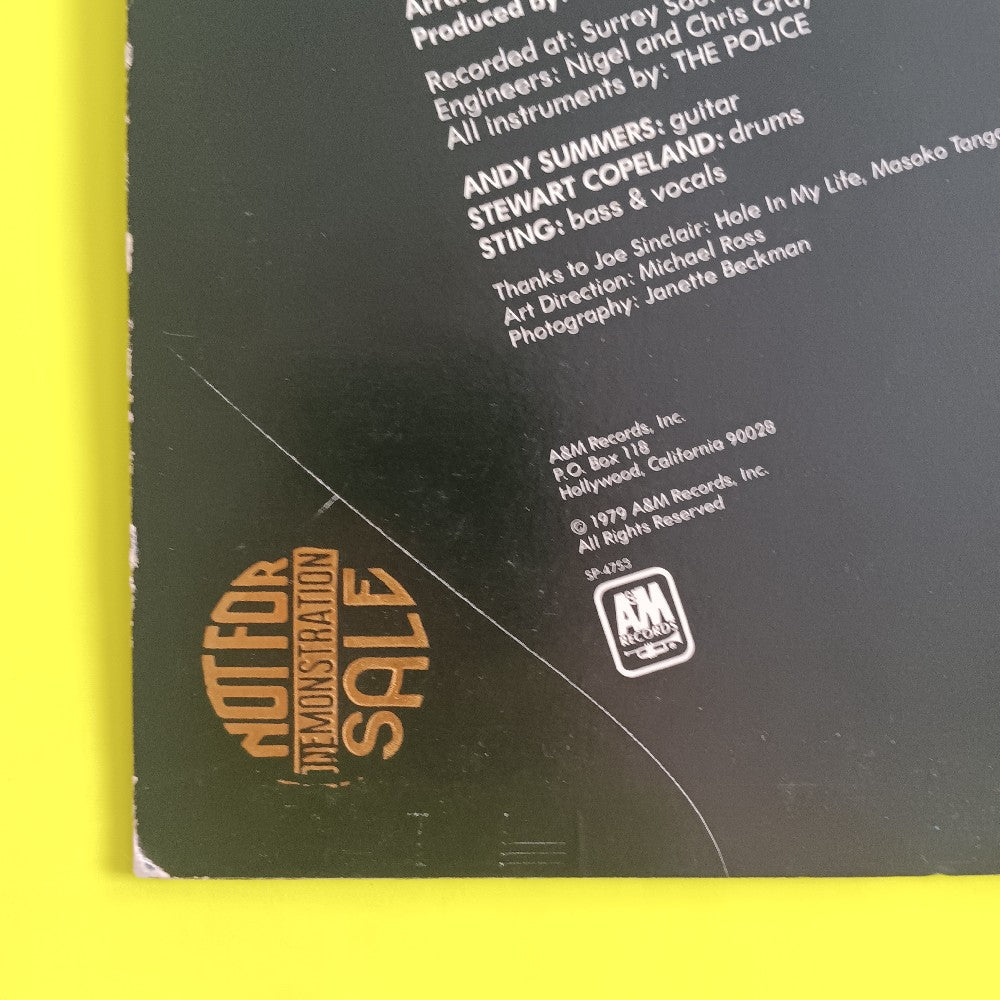 Produced by:
Recorded at: Surrey
Engineers: Nigel and Chris Gray
All Instruments by: THE POLICE
ANDY SUMMERS: guitar
STEWART COPELAND: drums
STING: bass & vocals
Thanks to Joe Sinclair: Hole In My Life, Masoko Tanga
Art Direction: Michael Ross
Photography: Janette Beckman
A&M Records, Inc.
P.O. Box 118
Hollywood, California 90028
© 1979 A&M Records, Inc.
All Rights Reserved
SP-4753
A&M
RECORDS
NOT FOR
DEMONSTRATION
SALE